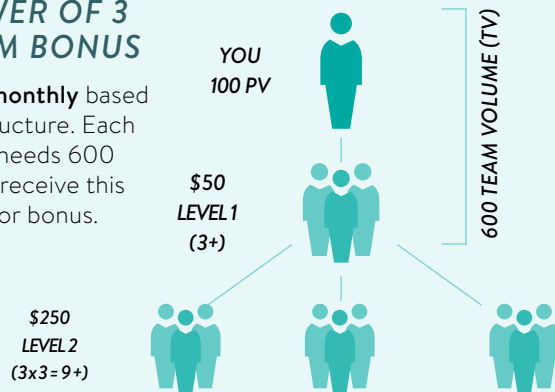 VER OF 3
M BONUS
monthly based
ucture. Each
needs 600
receive this
or bonus.
YOU
100 PV
600 TEAM VOLUME (TV)
$50
LEVEL 1
(3+)
$250
LEVEL 2
(3x3=9+)